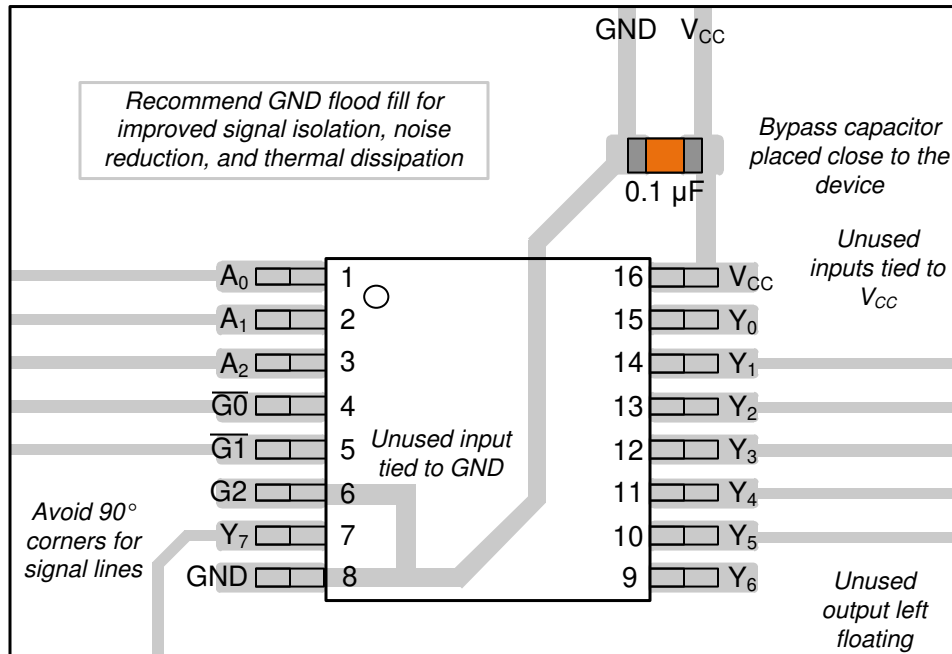 GND VCC
Recommend GND flood fill for
improved signal isolation, noise
reduction, and thermal dissipation
Bypass capacitor
placed close to the
device
0.1 µF
Unused
inputs tied to
VCC
A0 1 16 VCC
A1 2 15 Y0
A2 3 14 Y1
G0 4 13 Y2
G1 5 12 Y3
Unused input
tied to GND
G2 6 11 Y4
Y7 7 10 Y5
GND 8 9 Y6
Avoid 90°
corners for
signal lines
Unused
output left
floating